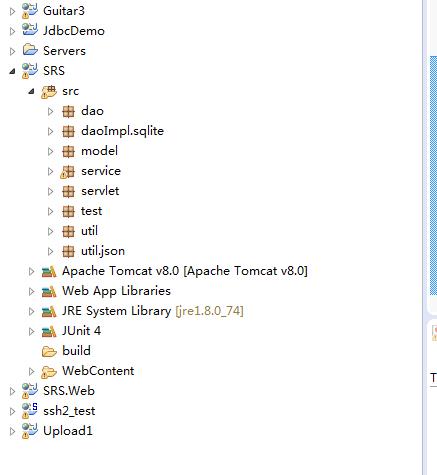 Guitar3
JdbcDemo
Servers
SRS
src
dao
daoImpl.sqlite
model
service
servlet
test
util
util.json
Apache Tomcat v8.0 [Apache Tomcat v8.0]
Web App Libraries
JRE System Library [jre1.8.0_74]
JUnit 4
build
WebContent
SRS.Web
ssh2_test
Upload1
T